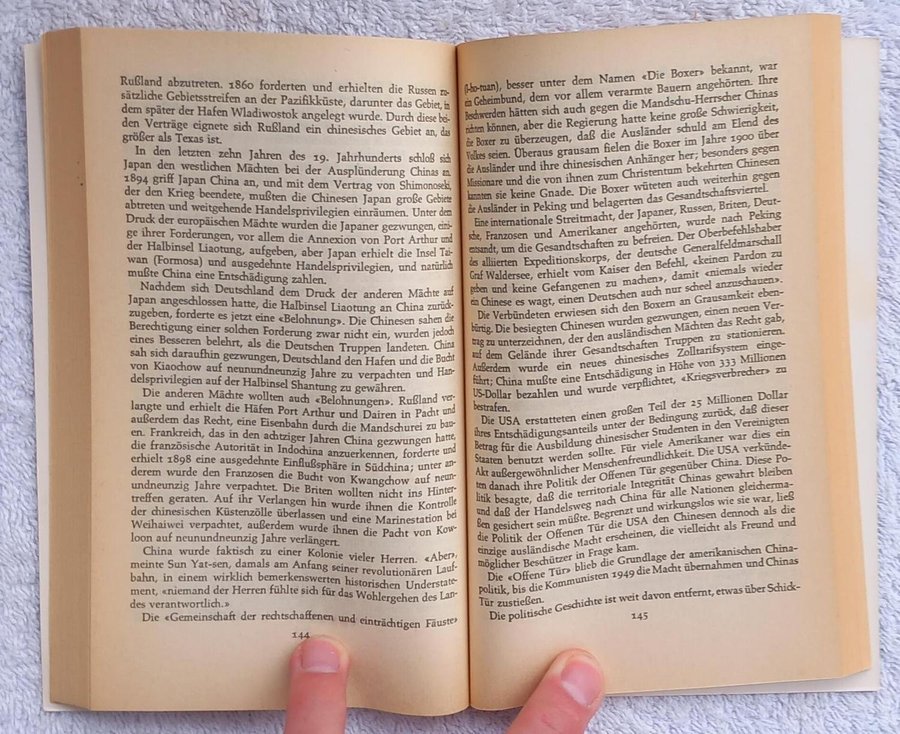 Rußland abzutreten. 1860 forderten und erhielten die Russen zu-
sätzliche Gebietsstreifen an der Pazifikküste, darunter das Gebiet, in
dem später der Hafen Wladiwostok angelegt wurde. Durch diese bei-
den Verträge eignete sich Rußland ein chinesisches Gebiet an, das
größer als Texas ist.
In den letzten zehn Jahren des 19. Jahrhunderts schloß sich
Japan den westlichen Mächten bei der Ausplünderung Chinas an.
1894 griff Japan China an, und mit dem Vertrag von Shimonoseki,
der den Krieg beendete, mußten die Chinesen Japan große Gebiete
abtreten und weitgehende Handelsprivilegien einräumen. Unter dem
Druck der europäischen Mächte wurden die Japaner gezwungen, eini-
ge ihrer Forderungen, vor allem die Annexion von Port Arthur und
der Halbinsel Liaotung, aufgeben, aber Japan erhielt die Insel Tai-
wan (Formosa) und ausgedehnte Handelsprivilegien, und natürlich
mußte China eine Entschädigung zahlen.
Nachdem sich Deutschland dem Druck der anderen Mächte auf
Japan angeschlossen hatte, die Halbinsel Liaotung an China zurück-
zugeben, forderte es jetzt eine «Belohnung». Die Chinesen sahen die
Berechtigung einer solchen Forderung zwar nicht ein, wurden jedoch
eines Besseren belehrt, als die Deutschen Truppen landeten. China
sah sich daraufhin gezwungen, Deutschland den Hafen und die Bucht
von Kiaochow auf neunundneunzig Jahre zu verpachten und Han-
delsprivilegien auf der Halbinsel Shantung zu gewähren.
Die anderen Mächte wollten auch «Belohnungen». Rußland ver-
langte und erhielt die Häfen Port Arthur und Dairen in Pacht und
außerdem das Recht, eine Eisenbahn durch die Mandschurei zu bau-
en. Frankreich, das in den achtziger Jahren China gezwungen hatte,
die französische Autorität in Indochina anzuerkennen, forderte und
erhielt 1898 eine ausgedehnte Einflußsphäre in Südchina; unter an-
derem wurde den Franzosen die Bucht von Kwangchow auf neun-
undneunzig Jahre verpachtet. Die Briten wollten nicht ins Hinter-
treffen geraten. Auf ihr Verlangen hin wurde ihnen die Kontrolle
der chinesischen Küstenzölle überlassen und eine Marinestation bei
Weihaiwei verpachtet, außerdem wurde ihnen die Pacht von Kow-
loon auf neunundneunzig Jahre verlängert.
China wurde faktisch zu einer Kolonie vieler Herren. «Aber»,
meinte Sun Yat-sen, damals am Anfang seiner revolutionären Lauf-
bahn, in einem wirklich bemerkenswerten historischen Understate-
ment, «niemand der Herren fühlte sich für das Wohlergehen des Lan-
des verantwortlich.»
Die «Gemeinschaft der rechtschaffenen und einträchtigen Fäuste»
144
(I-ho-tuan), besser unter dem Namen «Die Boxer» bekannt, war
ein Geheimbund, dem vor allem verarmte Bauern angehörten. Ihre
Beschwerden hätten sich auch gegen die Mandschu-Herrscher Chinas
richten können, aber die Regierung hatte keine große Schwierigkeit,
die Boxer zu überzeugen, daß die Ausländer schuld am Elend des
Volkes seien. Überaus grausam fielen die Boxer im Jahre 1900 über
die Ausländer und ihre chinesischen Anhänger her; besonders gegen
Missionare und die von ihnen zum Christentum bekehrten Chinesen
kannten sie keine Gnade. Die Boxer wüteten auch weiterhin gegen
die Ausländer in Peking und belagerten das Gesandtschaftsviertel.
Eine internationale Streitmacht, der Japaner, Russen, Briten, Deut-
sche, Franzosen und Amerikaner angehörten, wurde nach Peking
entsandt, um die Gesandtschaften zu befreien. Der Oberbefehlshaber
des alliierten Expeditionskorps, der deutsche Generalfeldmarschall
Graf Waldersee, erhielt vom Kaiser den Befehl, «keinen Pardon zu
geben und keine Gefangenen zu machen», damit «niemals wieder
ein Chinese es wagt, einen Deutschen auch nur scheel anzuschauen».
Die Verbündeten erwiesen sich den Boxern an Grausamkeit eben-
bürtig. Die besiegten Chinesen wurden gezwungen, einen neuen Ver-
trag zu unterzeichnen, der den ausländischen Mächten das Recht gab,
auf dem Gelände ihrer Gesandtschaften Truppen zu stationieren.
Außerdem wurde ein neues chinesisches Zolltarifsystem einge-
führt; China mußte eine Entschädigung in Höhe von 333 Millionen
US-Dollar bezahlen und wurde verpflichtet, «Kriegsverbrecher» zu
bestrafen.
Die USA erstatteten einen großen Teil der 25 Millionen Dollar
ihres Entschädigungsanteils unter der Bedingung zurück, daß dieser
Betrag für die Ausbildung chinesischer Studenten in den Vereinigten
Staaten benutzt werden sollte. Für viele Amerikaner war dies ein
Akt außergewöhnlicher Menschenfreundlichkeit. Die USA verkünde-
ten danach ihre Politik der Offenen Tür gegenüber China. Diese Po-
litik besagte, daß die territoriale Integrität Chinas gewahrt bleiben
und daß der Handelsweg nach China für alle Nationen gleicherma-
ßen gesichert sein müßte. Begrenzt und wirkungslos wie sie war, ließ
die Politik der Offenen Tür die USA den Chinesen dennoch als die
einzige ausländische Macht erscheinen, die vielleicht als Freund und
möglicher Beschützer in Frage kam.
Die «Offene Tür» blieb die Grundlage der amerikanischen China-
politik, bis die Kommunisten 1949 die Macht übernahmen und Chinas
Tür zustießen.
Die politische Geschichte ist weit davon entfernt, etwas über Schick-
145